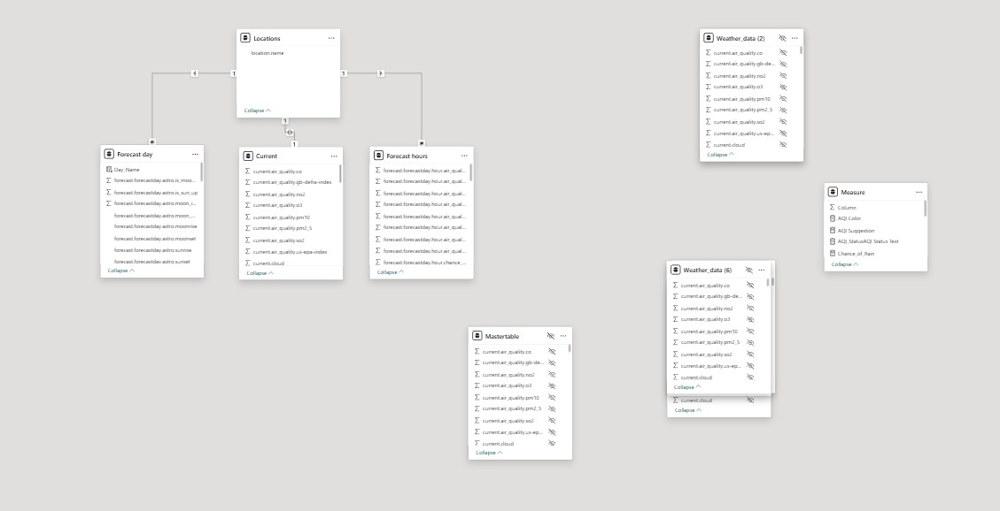 Locations
location.name
1
1
Collapse
1
1
*
*
Forecast day
Day_Name
forecast.forecastday.astro.is_moo...
forecast.forecastday.astro.is_sun_up
forecast.forecastday.astro.moon_i...
forecast.forecastday.astro.moon_...
forecast.forecastday.astro.moonrise
forecast.forecastday.astro.moonset
forecast.forecastday.astro.sunrise
forecast.forecastday.astro.sunset
Collapse
Current
current.air_quality.co
current.air_quality.gb-defra-index
current.air_quality.no2
current.air_quality.o3
current.air_quality.pm10
current.air_quality.pm2_5
current.air_quality.so2
current.air_quality.us-epa-index
current.cloud
Collapse
Forecast hours
forecast.forecastday.hour.air_qual...
forecast.forecastday.hour.air_qual...
forecast.forecastday.hour.air_qual...
forecast.forecastday.hour.air_qual...
forecast.forecastday.hour.air_qual...
forecast.forecastday.hour.air_qual...
forecast.forecastday.hour.air_qual...
forecast.forecastday.hour.air_qual...
forecast.forecastday.hour.chance_...
Collapse
Weather_data (2)
current.air_quality.co
current.air_quality.gb-de...
current.air_quality.no2
current.air_quality.o3
current.air_quality.pm10
current.air_quality.pm2_5
current.air_quality.so2
current.air_quality.us-ep...
current.cloud
Collapse
Measure
Column
AQI Color
AQI Suggestion
AQI_StatusAQI Status Text
Chance_of_Rain
Collapse
Weather_data (6)
current.air_quality.co
current.air_quality.gb-de...
current.air_quality.no2
current.air_quality.o3
current.air_quality.pm10
current.air_quality.pm2_5
current.air_quality.so2
current.air_quality.us-ep...
current.cloud
Collapse
current.cloud
Collapse
Mastertable
current.air_quality.co
current.air_quality.gb-de...
current.air_quality.no2
current.air_quality.o3
current.air_quality.pm10
current.air_quality.pm2_5
current.air_quality.so2
current.air_quality.us-ep...
current.cloud
Collapse